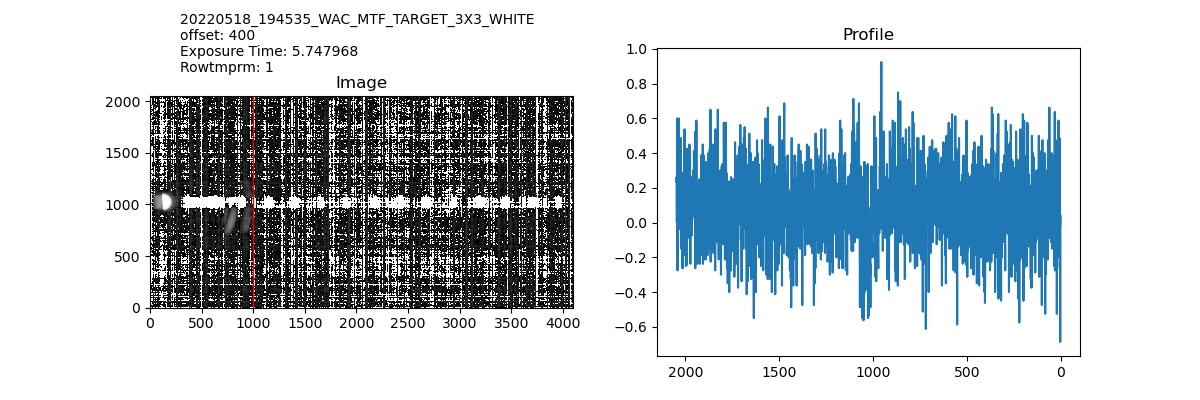 20220518_194535_WAC_MTF_TARGET_3X3_WHITE
offset: 400
Exposure Time: 5.747968
Rowtmprm: 1
Image
2000
1500
1000
500
0
0 500 1000 1500 2000 2500 3000 3500 4000
Profile
1.0
0.8
0.6
0.4
0.2
0.0
−0.2
−0.4
−0.6
2000 1500 1000 500 0